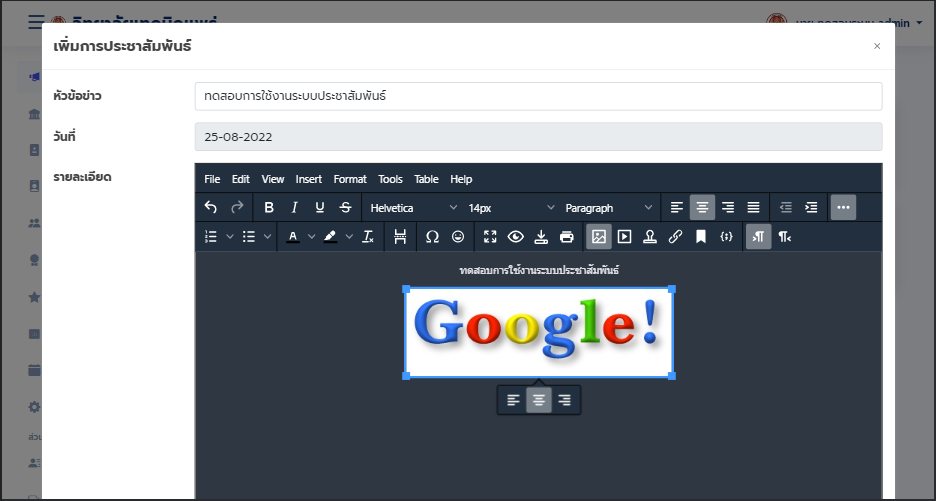 เพิ่มการประชาสัมพันธ์
×
หัวข้อข่าว
ทดสอบการใช้งานระบบประชาสัมพันธ์
วันที่
25-08-2022
รายละเอียด
File Edit View Insert Format Tools Table Help
Helvetica 14px Paragraph
ทดสอบการใช้งานระบบประชาสัมพันธ์
Google!
admin